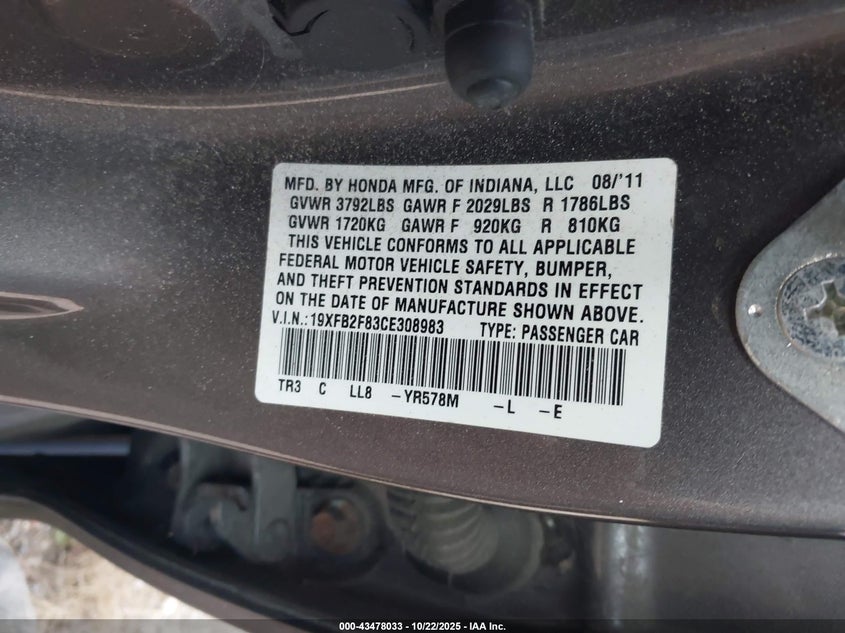 MFD. BY HONDA MFG. OF INDIANA, LLC 08/'11
GVWR 3792LBS GAWR F 2029LBS R 1786LBS
GVWR 1720KG GAWR F 920KG R 810KG
THIS VEHICLE CONFORMS TO ALL APPLICABLE
FEDERAL MOTOR VEHICLE SAFETY, BUMPER,
AND THEFT PREVENTION STANDARDS IN EFFECT
ON THE DATE OF MANUFACTURE SHOWN ABOVE.
V.I.N.:19XFB2F83CE308983 TYPE: PASSENGER CAR
TR3 C LL8 -YR578M -L -E
000-43478033 - 10/22/2025 - IAA Inc.